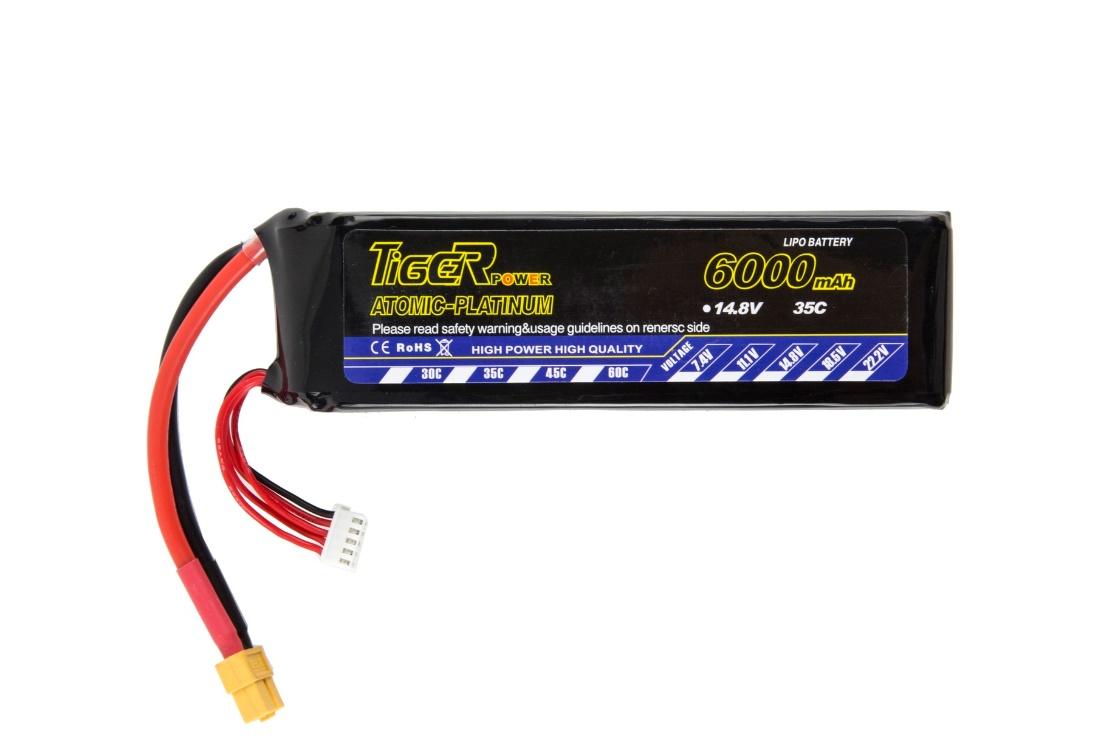 TiGER POWER
ATOMIC-PLATINUM
LIPO BATTERY
6000mAh
14.8V 35C
Please read safety warning&usage guidelines on renersc side
CE RoHS HIGH POWER HIGH QUALITY
30C 35C 45C 60C
VOLTAGE 7.4V 11.1V 14.8V 18.5V 22.2V